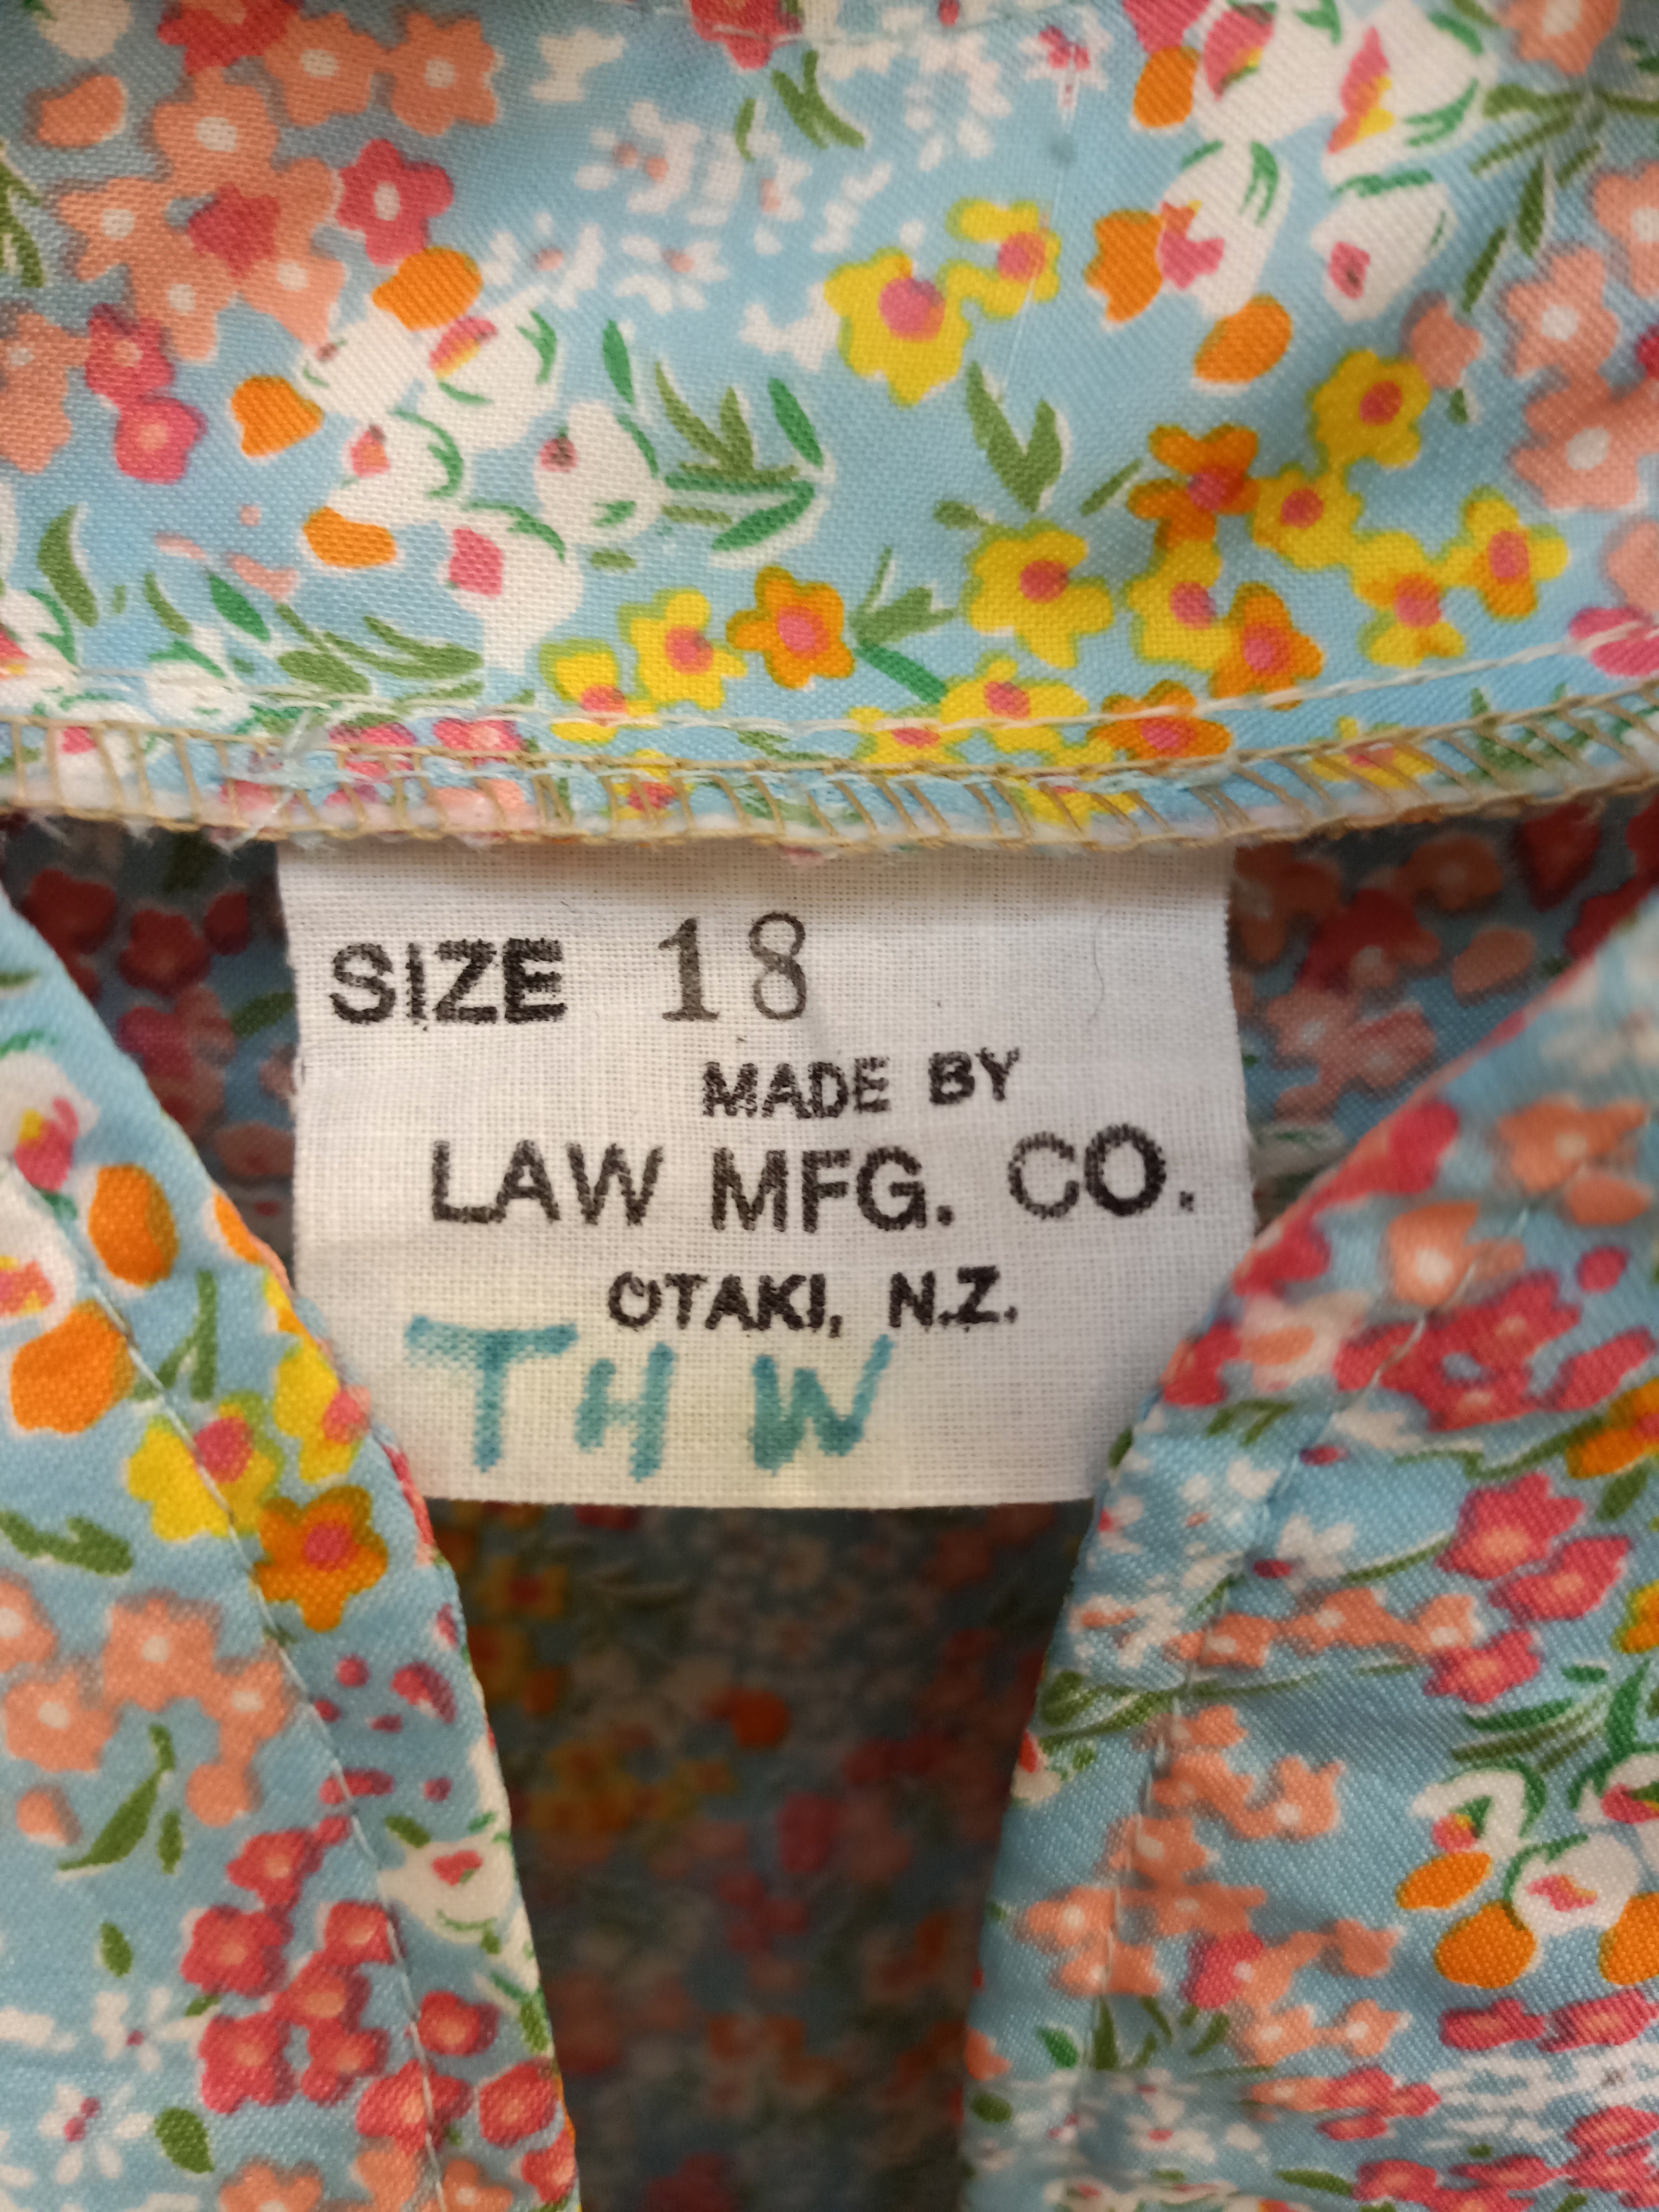 SIZE 18
MADE BY
LAW MFG. CO.
OTAKI, N.Z.
THW